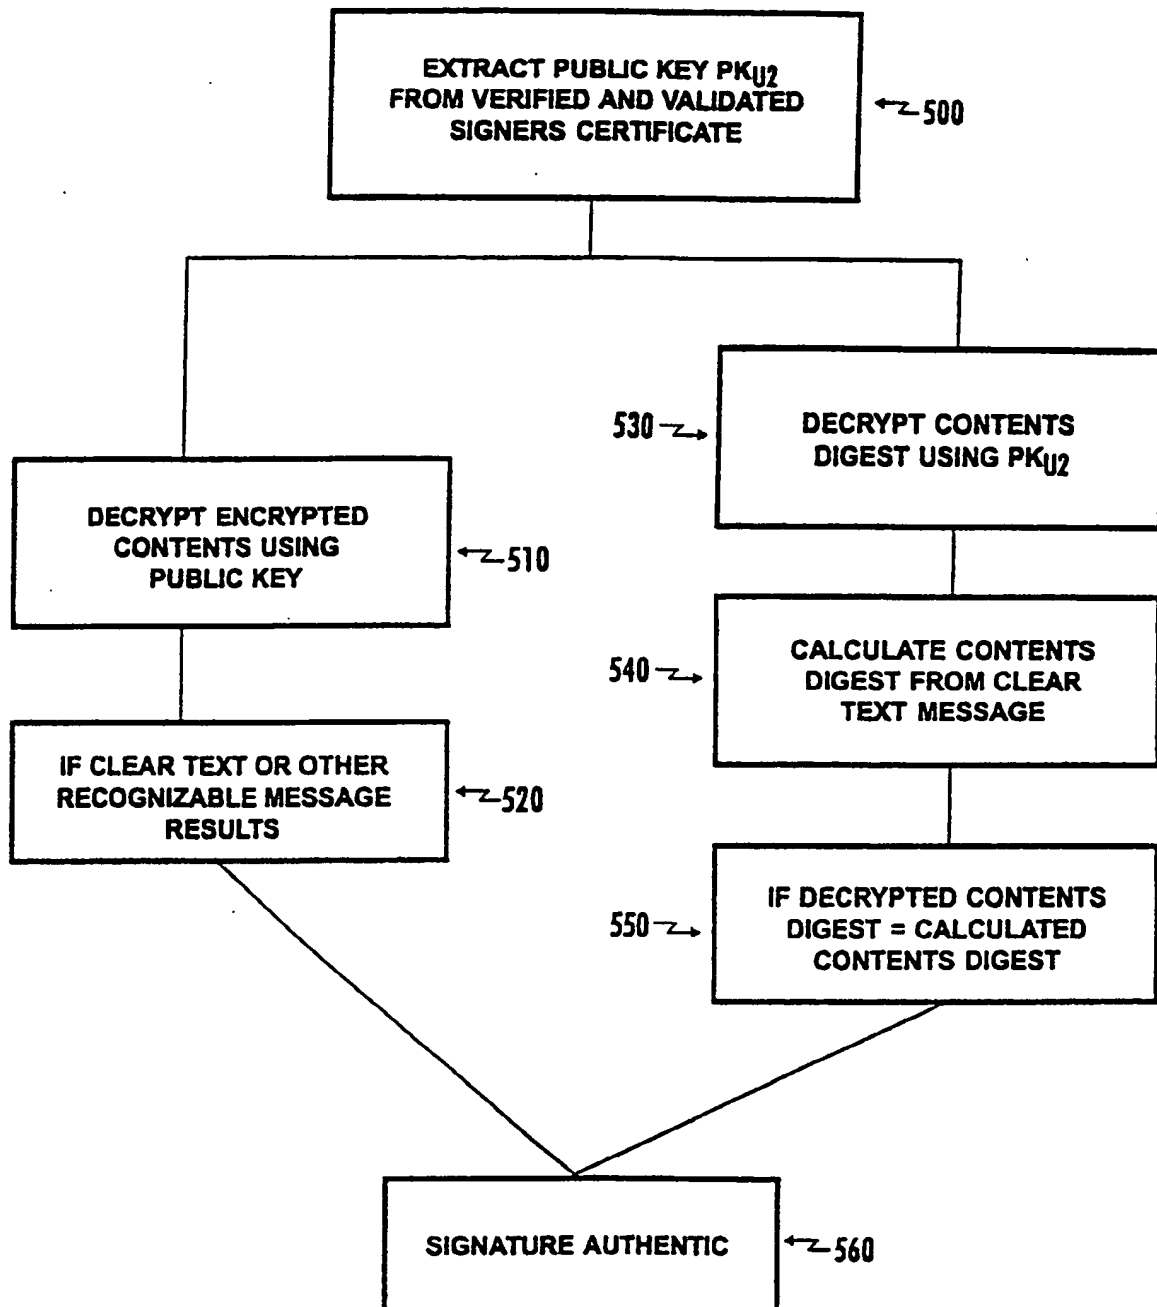 EXTRACT PUBLIC KEY PKU2
FROM VERIFIED AND VALIDATED
SIGNERS CERTIFICATE
500
530
DECRYPT CONTENTS
DIGEST USING PKU2
DECRYPT ENCRYPTED
CONTENTS USING
PUBLIC KEY
510
540
CALCULATE CONTENTS
DIGEST FROM CLEAR
TEXT MESSAGE
IF CLEAR TEXT OR OTHER
RECOGNIZABLE MESSAGE
RESULTS
520
550
IF DECRYPTED CONTENTS
DIGEST = CALCULATED
CONTENTS DIGEST
SIGNATURE AUTHENTIC
560